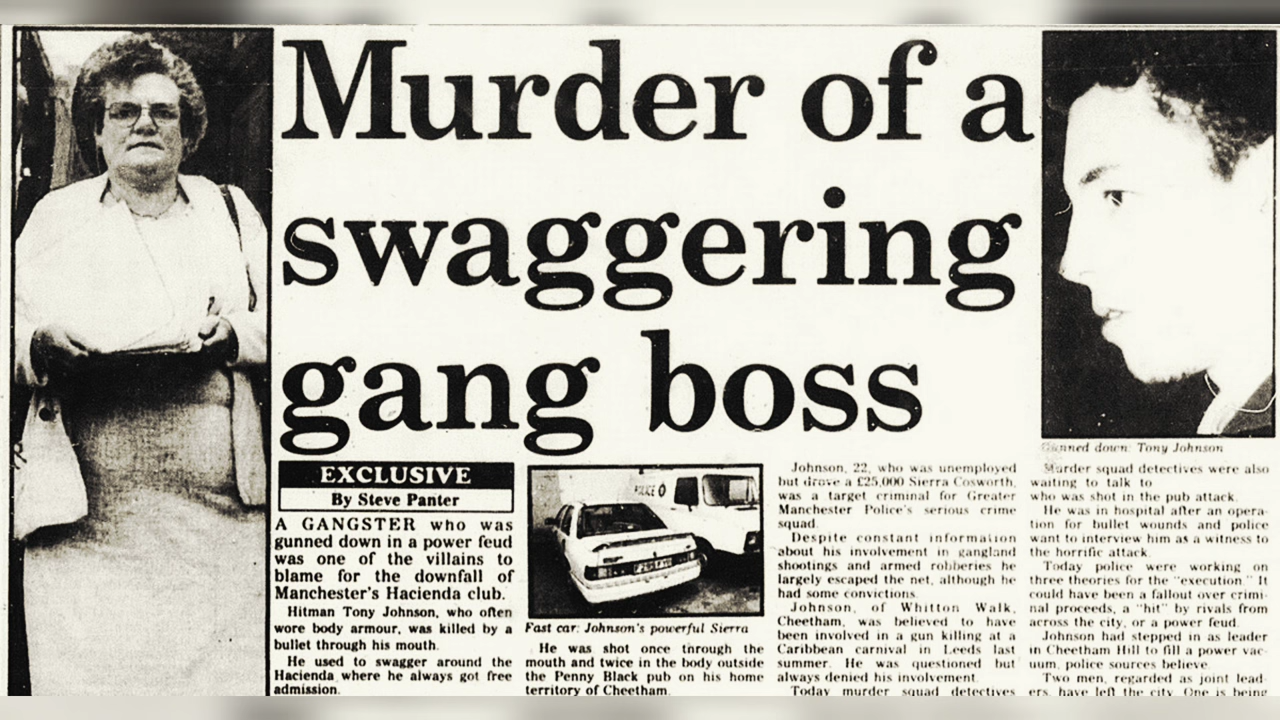 Murder of a
swaggering
gang boss
EXCLUSIVE
By Steve Panter
A GANGSTER who was
gunned down in a power feud
was one of the villains to
blame for the downfall of
Manchester's Hacienda club.
Hitman Tony Johnson, who often
wore body armour, was killed by a
bullet through his mouth.
He used to swagger around the
Hacienda where he always got free
admission.
POLICE
Fast car: Johnson's powerful Sierra
He was shot once through the
mouth and twice in the body outside
the Penny Black pub on his home
territory of Cheetham.
Johnson, 22, who was unemployed
but drove a £25,000 Sierra Cosworth,
was a target criminal for Greater
Manchester Police's serious crime
squad.
Despite constant information
about his involvement in gangland
shootings and armed robberies he
largely escaped the net, although he
had some convictions.
Johnson, of Whitton Walk,
Cheetham, was believed to have
been involved in a gun killing at a
Caribbean carnival in Leeds last
summer. He was questioned but
always denied his involvement.
Today murder squad detectives
Gunned down: Tony Johnson
Murder squad detectives were also
waiting to talk to
who was shot in the pub attack.
He was in hospital after an opera-
tion for bullet wounds and police
want to interview him as a witness to
the horrific attack.
Today police were working on
three theories for the "execution." It
could have been a fallout over crimi-
nal proceeds, a "hit" by rivals from
across the city, or a power feud.
Johnson had stepped in as leader
in Cheetham Hill to fill a power vac-
uum, police sources believe.
Two men, regarded as joint lead-
ers, have left the city. One is being